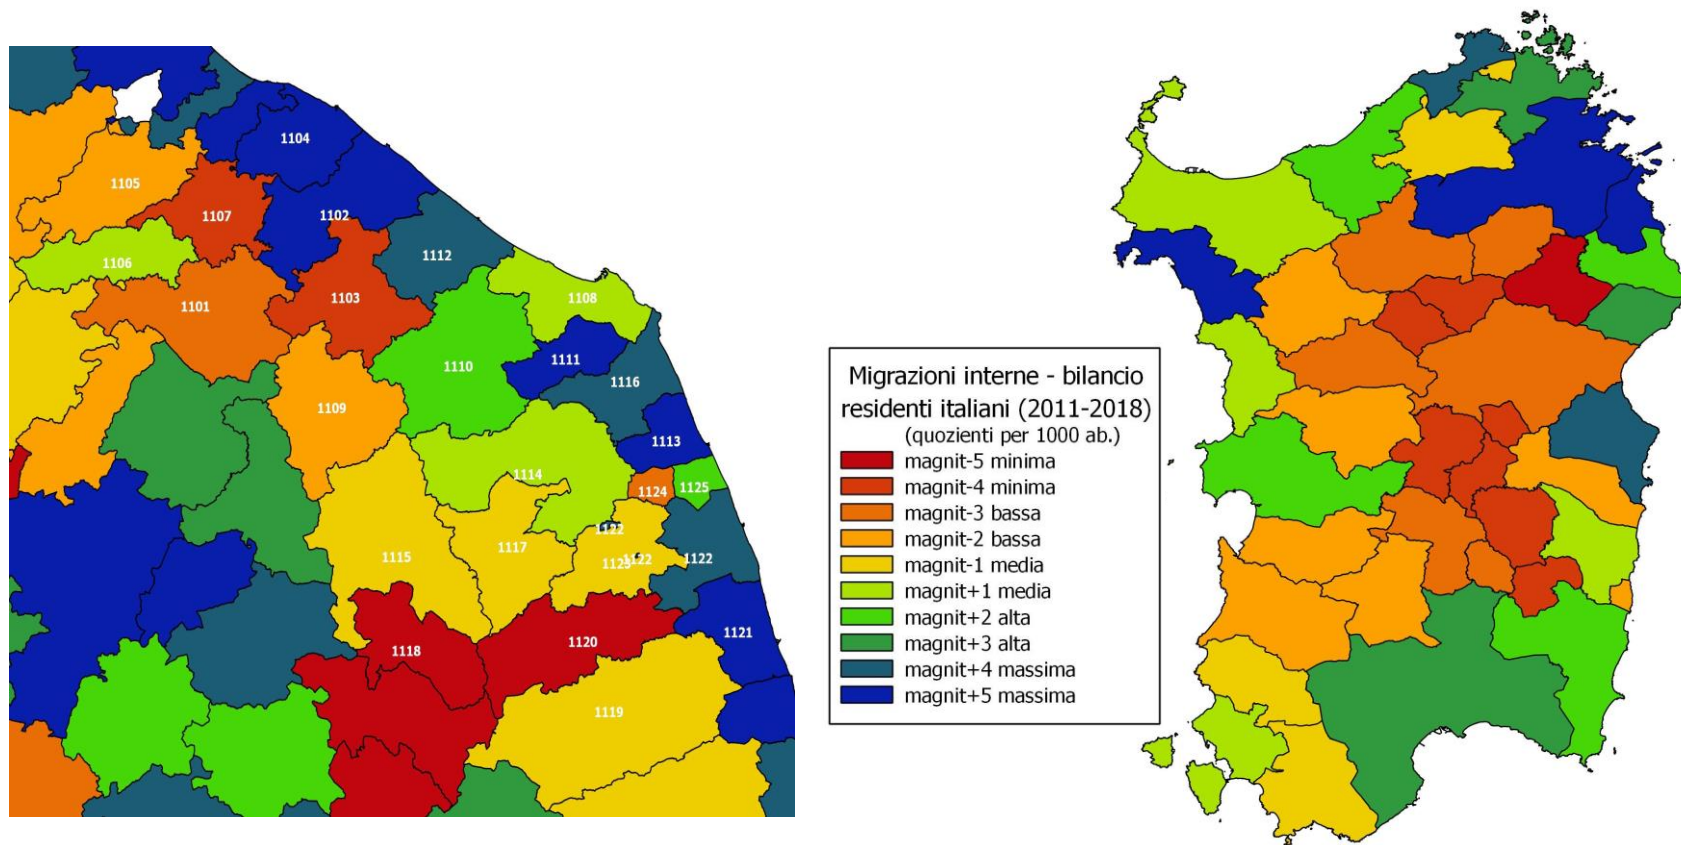 1104
1105
1107
1102
1106
1112
1101
1103
1108
1111
1110
1116
1109
1113
1114
1124
1125
1122
1117
1115
1123
1122
1122
1121
1118
1120
1119
Migrazioni interne - bilancio
residenti italiani (2011-2018)
(quozienti per 1000 ab.)
magnit-5 minima
magnit-4 minima
magnit-3 bassa
magnit-2 bassa
magnit-1 media
magnit+1 media
magnit+2 alta
magnit+3 alta
magnit+4 massima
magnit+5 massima